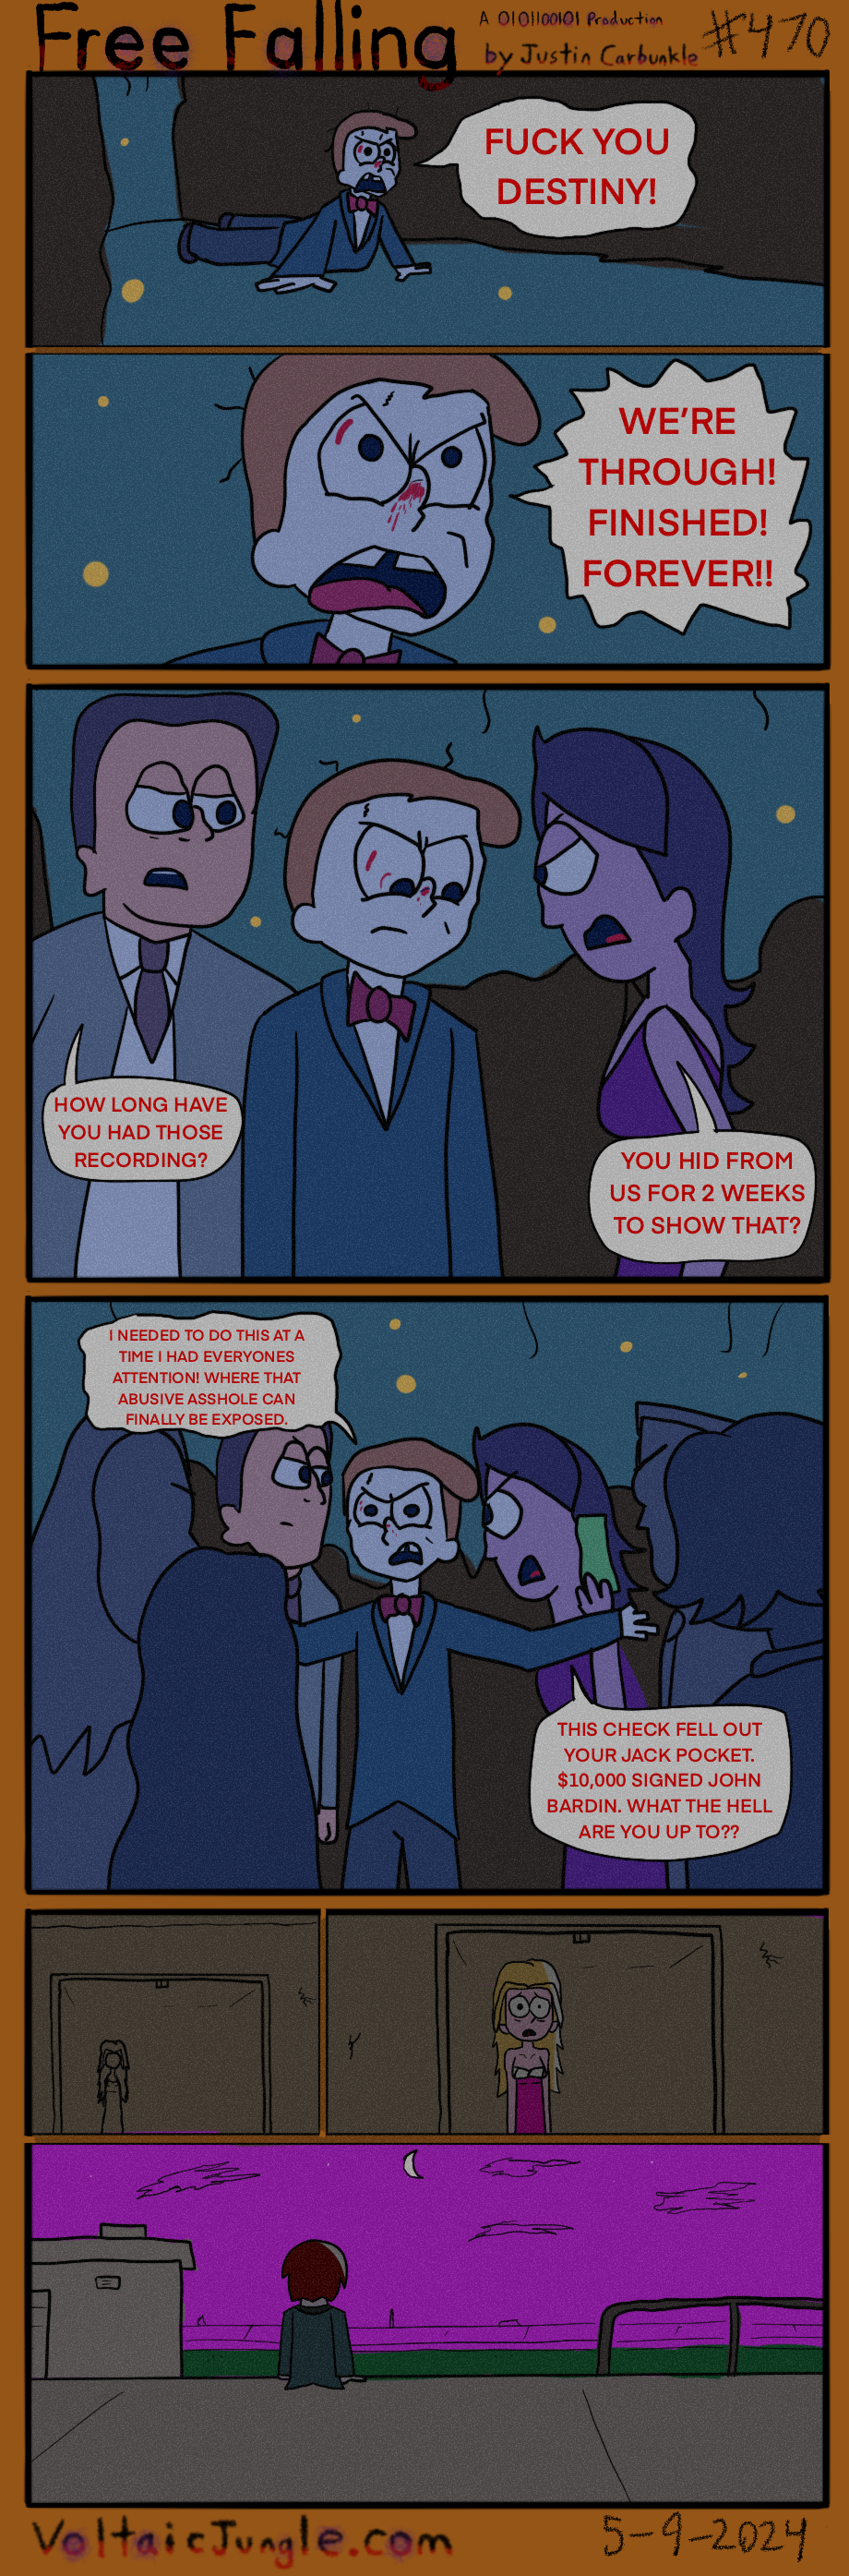 Free Falling
A 0101100101 Production
by Justin Carbunkle
#470
FUCK YOU
DESTINY!
WE'RE
THROUGH!
FINISHED!
FOREVER!!
HOW LONG HAVE
YOU HAD THOSE
RECORDING?
YOU HID FROM
US FOR 2 WEEKS
TO SHOW THAT?
I NEEDED TO DO THIS AT A
TIME I HAD EVERYONES
ATTENTION! WHERE THAT
ABUSIVE ASSHOLE CAN
FINALLY BE EXPOSED.
THIS CHECK FELL OUT
YOUR JACK POCKET.
$10,000 SIGNED JOHN
BARDIN. WHAT THE HELL
ARE YOU UP TO??
VoltaicJungle.com
5-9-2024